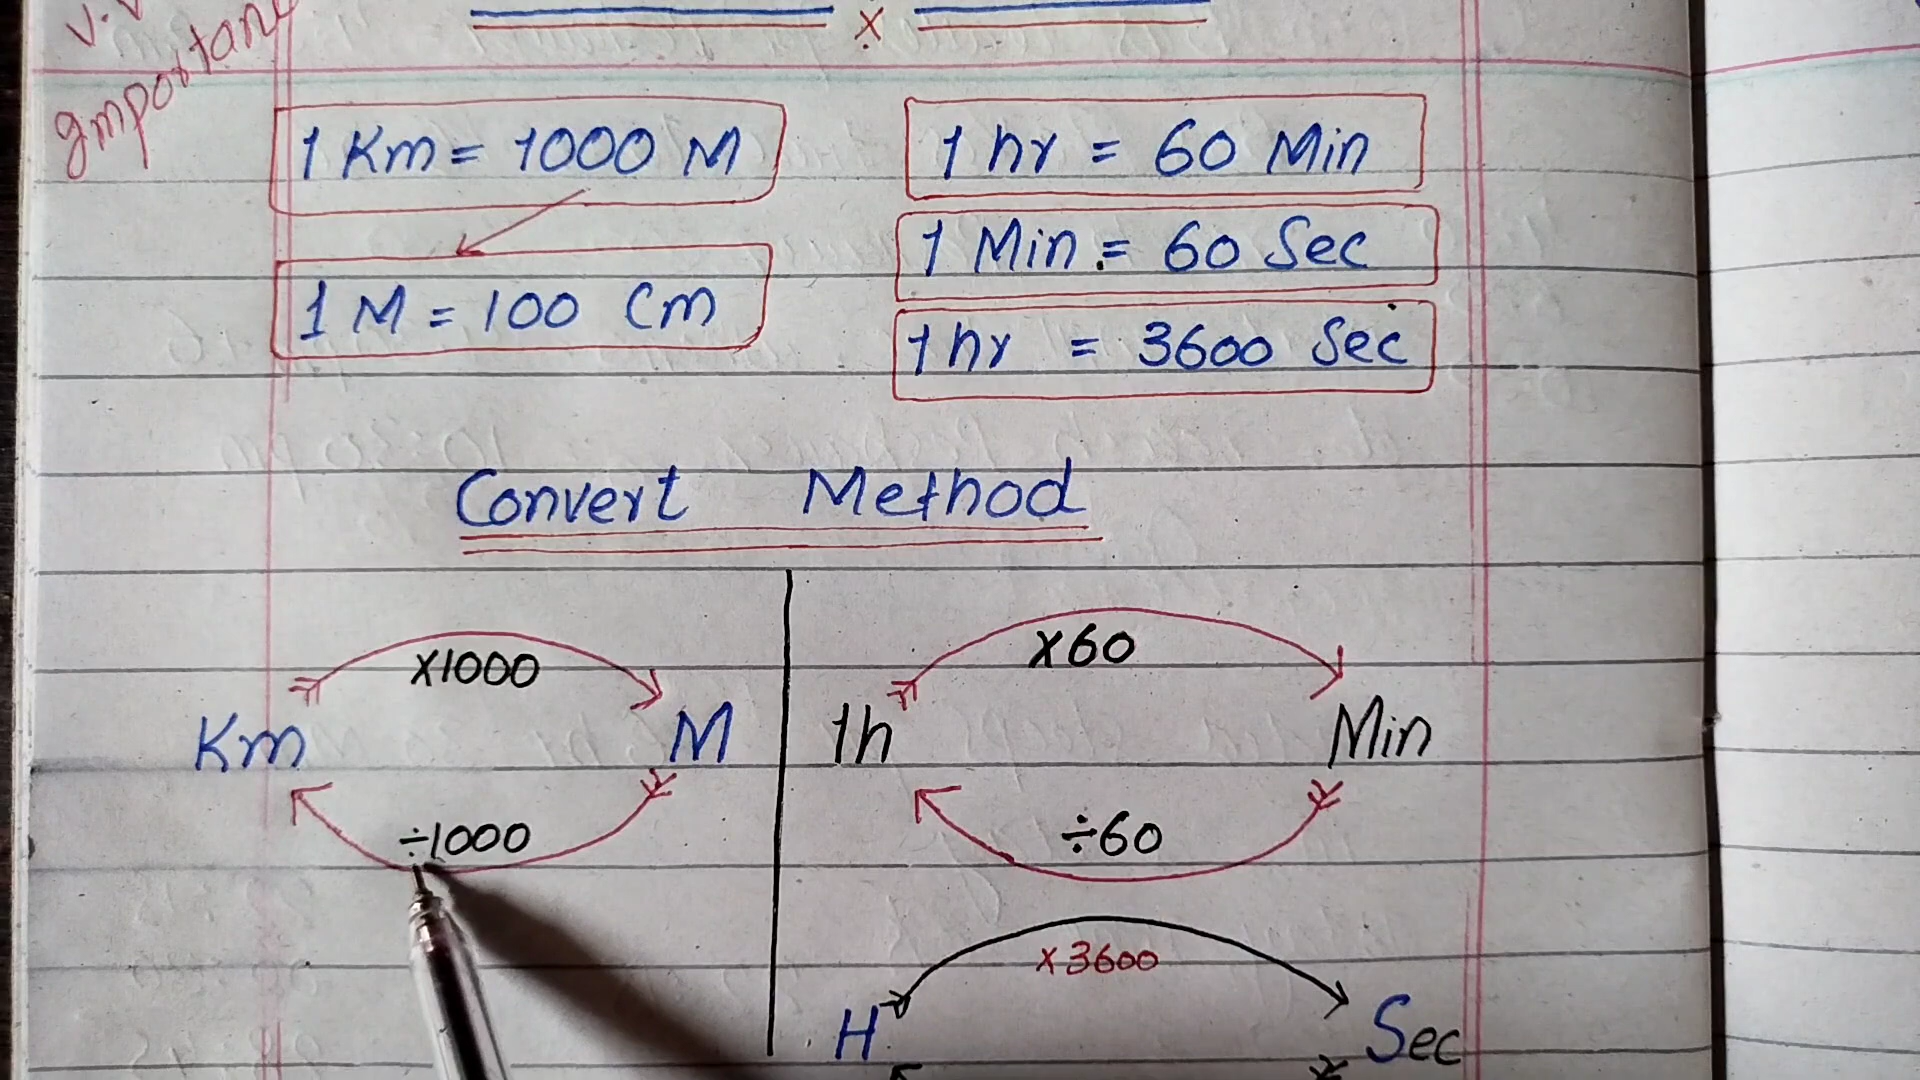 V.V
Important
x
1 Km = 1000 M
1 hr = 60 Min
1 M = 100 Cm
1 Min = 60 Sec
1 hr = 3600 Sec
Convert Method
x1000
Km M
÷1000
x60
1h Min
÷60
x3600
H Sec